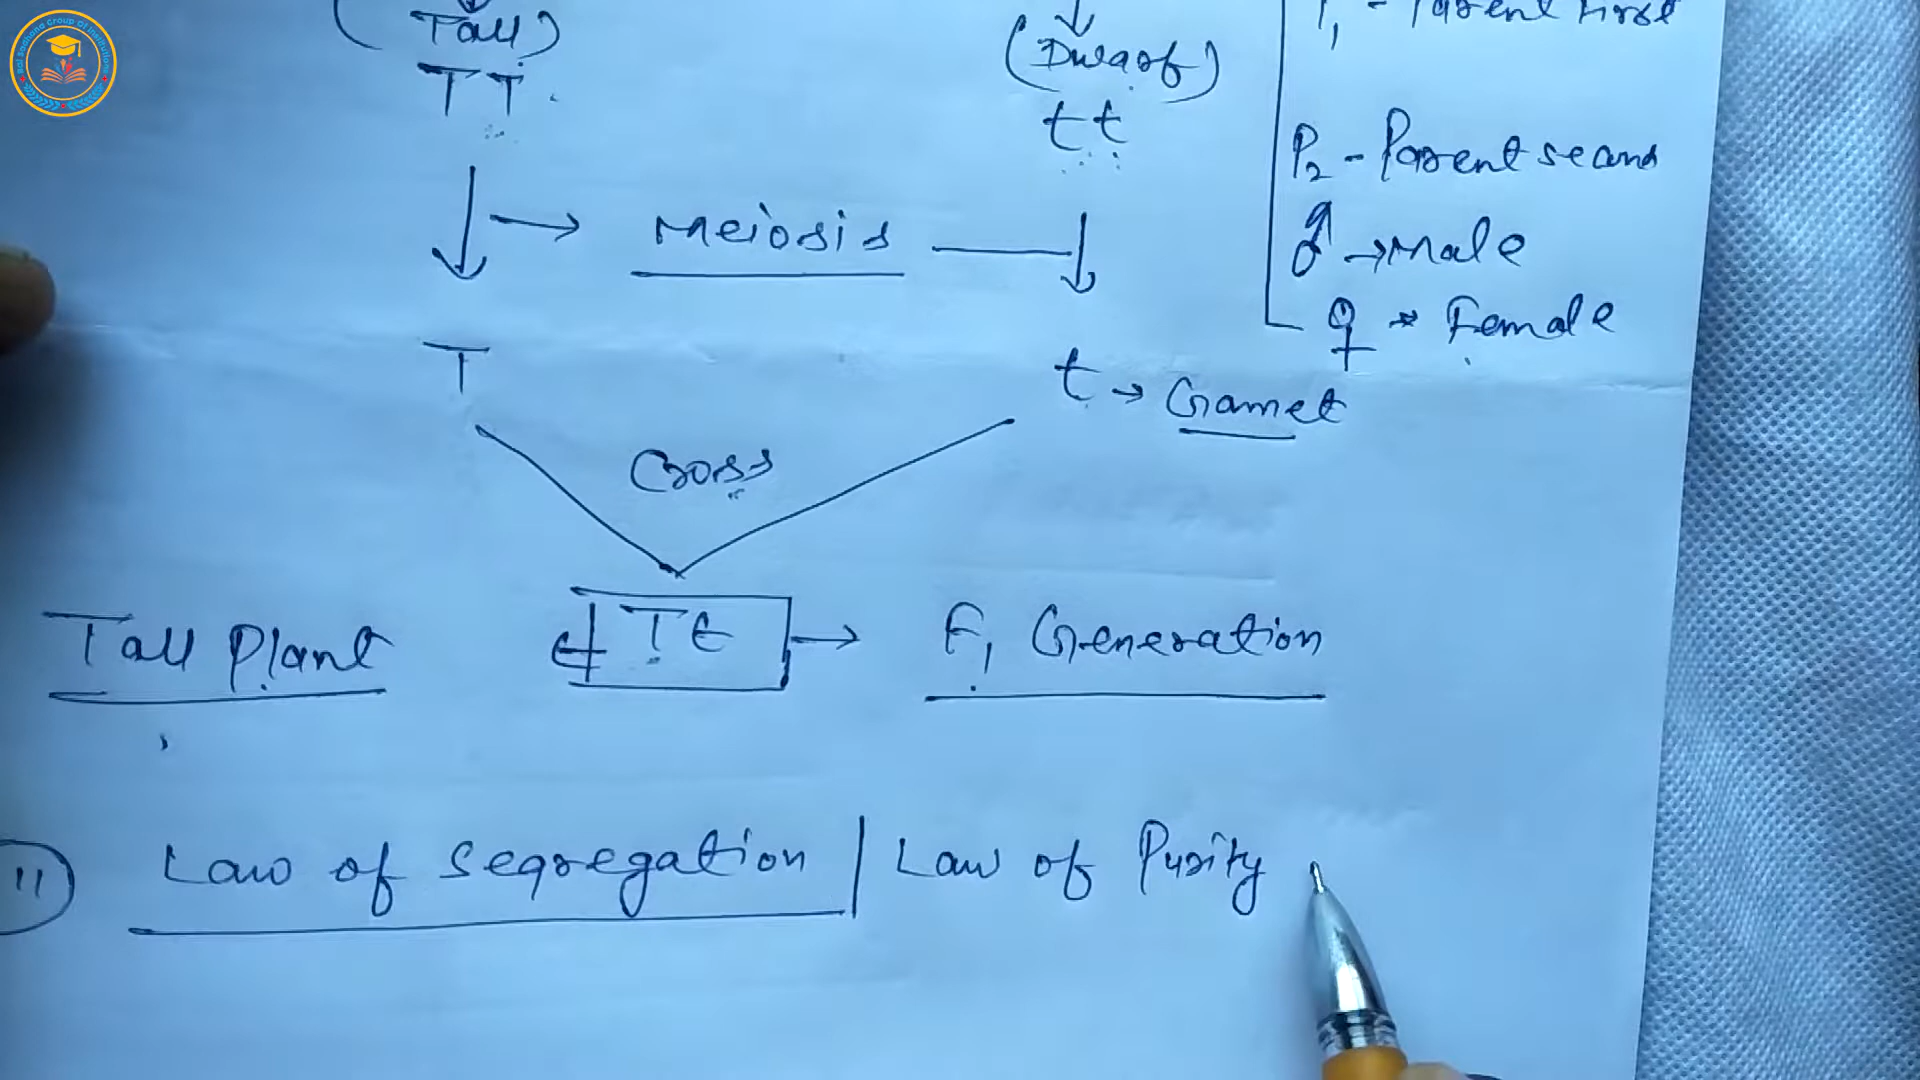 (Tall)
TT
(Dwarf)
tt
P1 - Parent First
P2 - Parent second
♂ → Male
♀ → Female
→ Meiosis
T
t → Gamet
Cross
Tall Plant
Tt → F1 Generation
11 Law of Segregation | Law of Purity